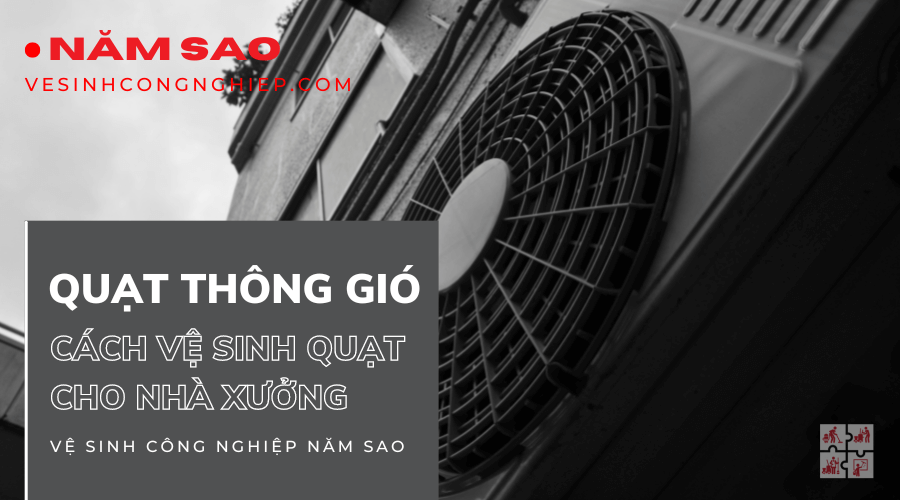 NĂM SAO
VESINHCONGNGHIEP.COM
QUẠT THÔNG GIÓ
CÁCH VỆ SINH QUẠT
CHO NHÀ XƯỞNG
VỆ SINH CÔNG NGHIỆP NĂM SAO